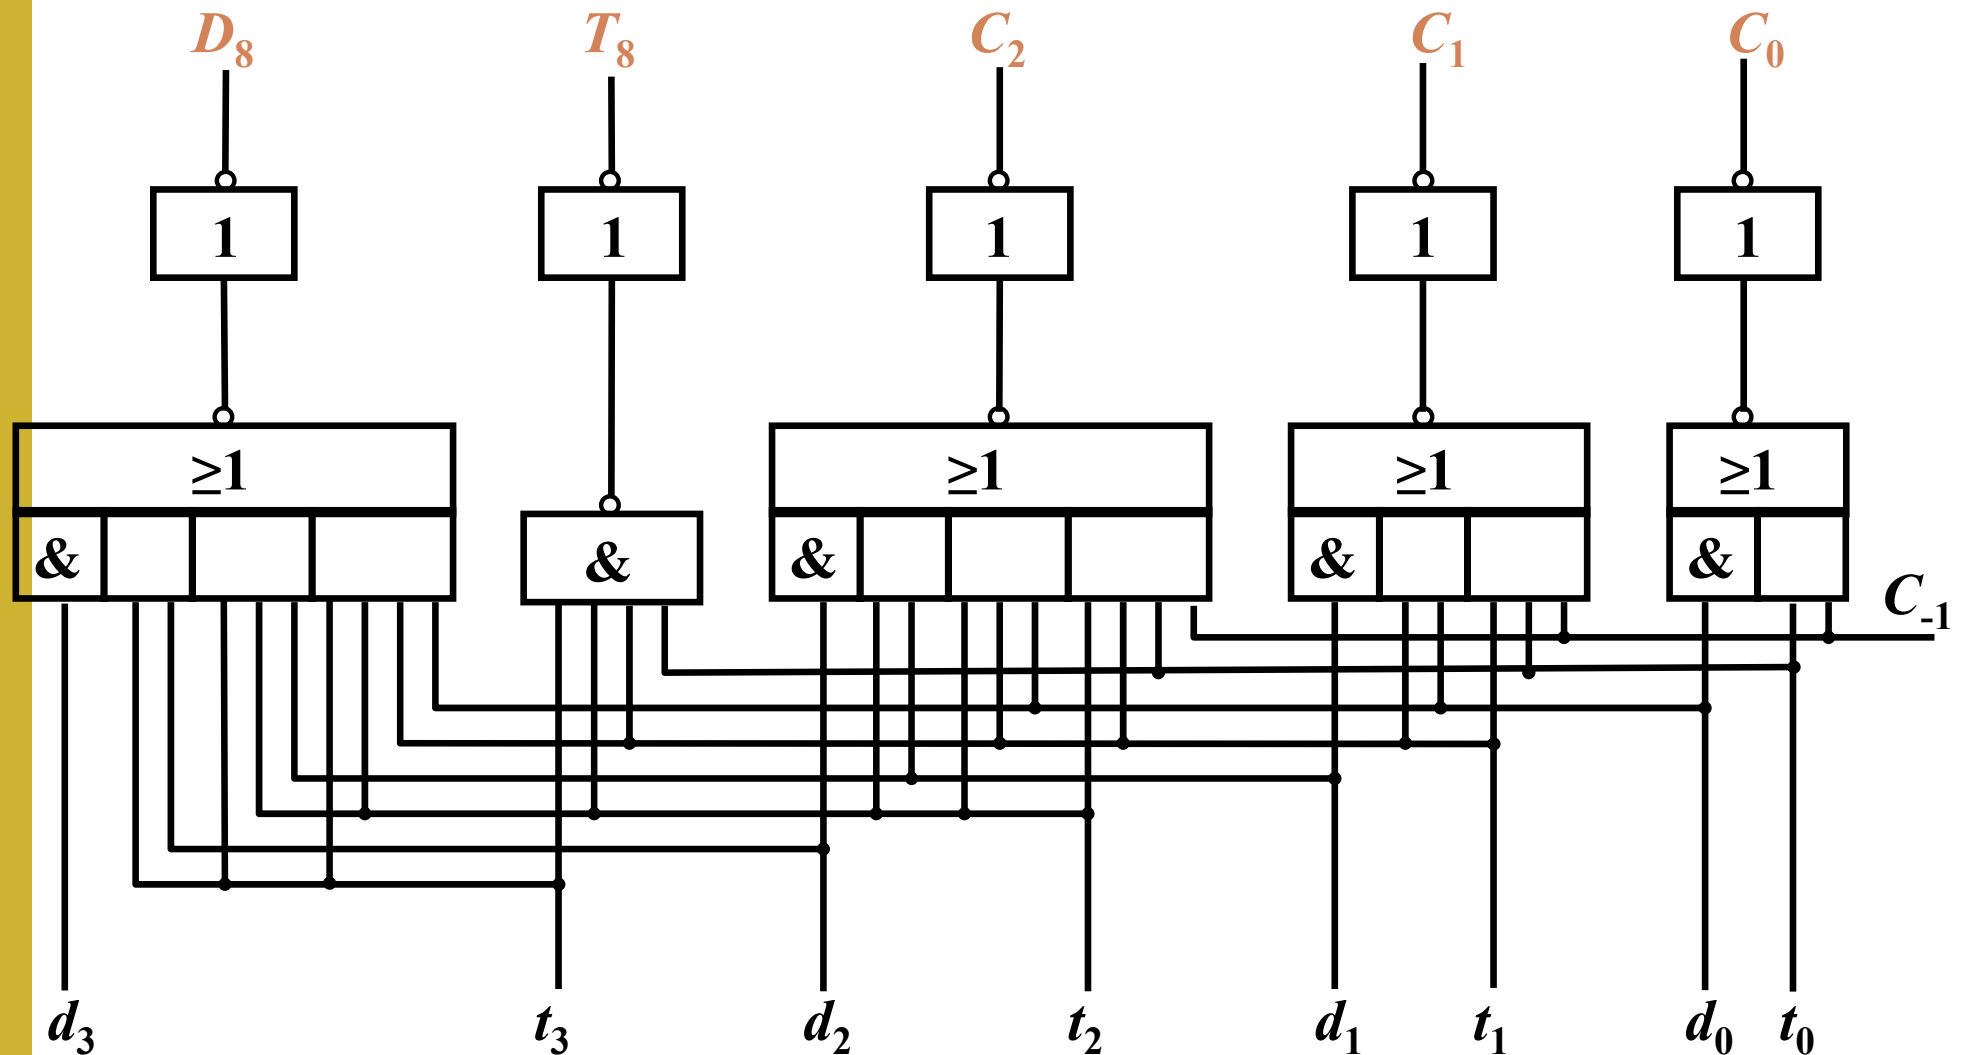 D8 T8 C2 C1 C0
1 1 1 1 1
≥1 ≥1 ≥1 ≥1
& & & & &
C-1
d3 t3 d2 t2 d1 t1 d0 t0